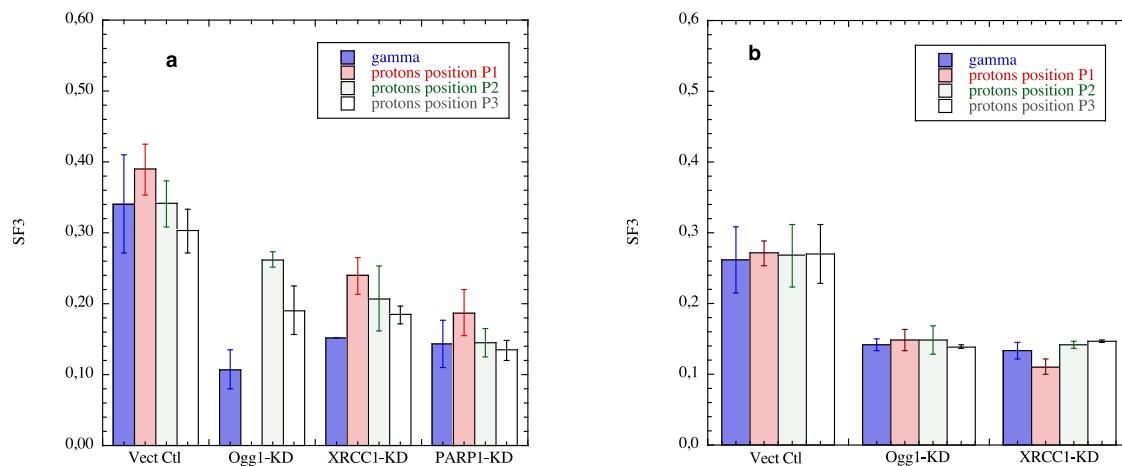 a
gamma
protons position P1
protons position P2
protons position P3
SF3
0,60
0,50
0,40
0,30
0,20
0,10
0,00
Vect Ctl Ogg1-KD XRCC1-KD PARP1-KD
b
gamma
protons position P1
protons position P2
protons position P3
SF3
0,6
0,5
0,4
0,3
0,2
0,1
0,0
Vect Ctl Ogg1-KD XRCC1-KD